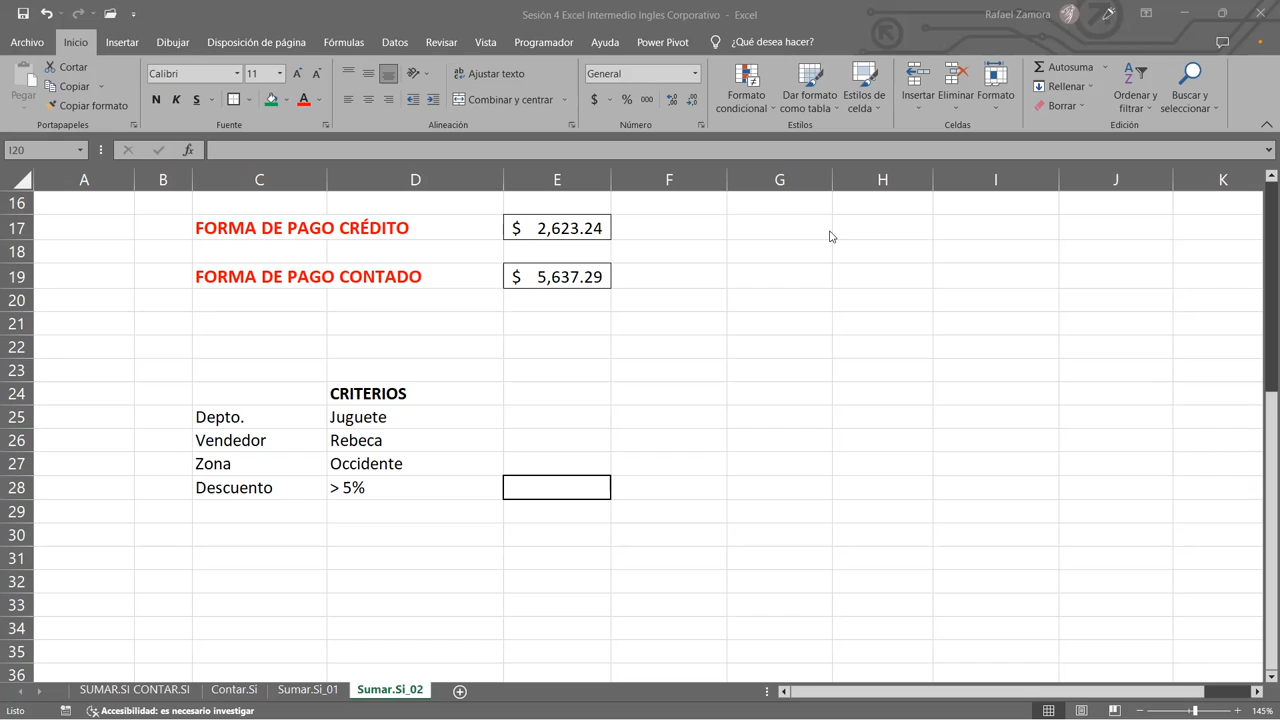 Sesión 4 Excel Intermedio Ingles Corporativo - Excel
Rafael Zamora
Archivo Inicio Insertar Dibujar Disposición de página Fórmulas Datos Revisar Vista Programador Ayuda Power Pivot ¿Qué desea hacer?
Pegar
Cortar
Copiar
Copiar formato
Portapapeles
Calibri 11
N K S
Fuente
Ajustar texto
Combinar y centrar
Alineación
General
$ % 000
Número
Formato condicional
Dar formato como tabla
Estilos de celda
Estilos
Insertar Eliminar Formato
Celdas
Autosuma
Rellenar
Borrar
Ordenar y filtrar
Buscar y seleccionar
Edición
I20 fx
A B C D E F G H I J K
16
17 FORMA DE PAGO CRÉDITO $ 2,623.24
18
19 FORMA DE PAGO CONTADO $ 5,637.29
20
21
22
23
24 CRITERIOS
25 Depto. Juguete
26 Vendedor Rebeca
27 Zona Occidente
28 Descuento > 5%
29
30
31
32
33
34
35
36
SUMAR.SI CONTAR.SI Contar.Si Sumar.Si_01 Sumar.Si_02
Listo Accesibilidad: es necesario investigar 145%